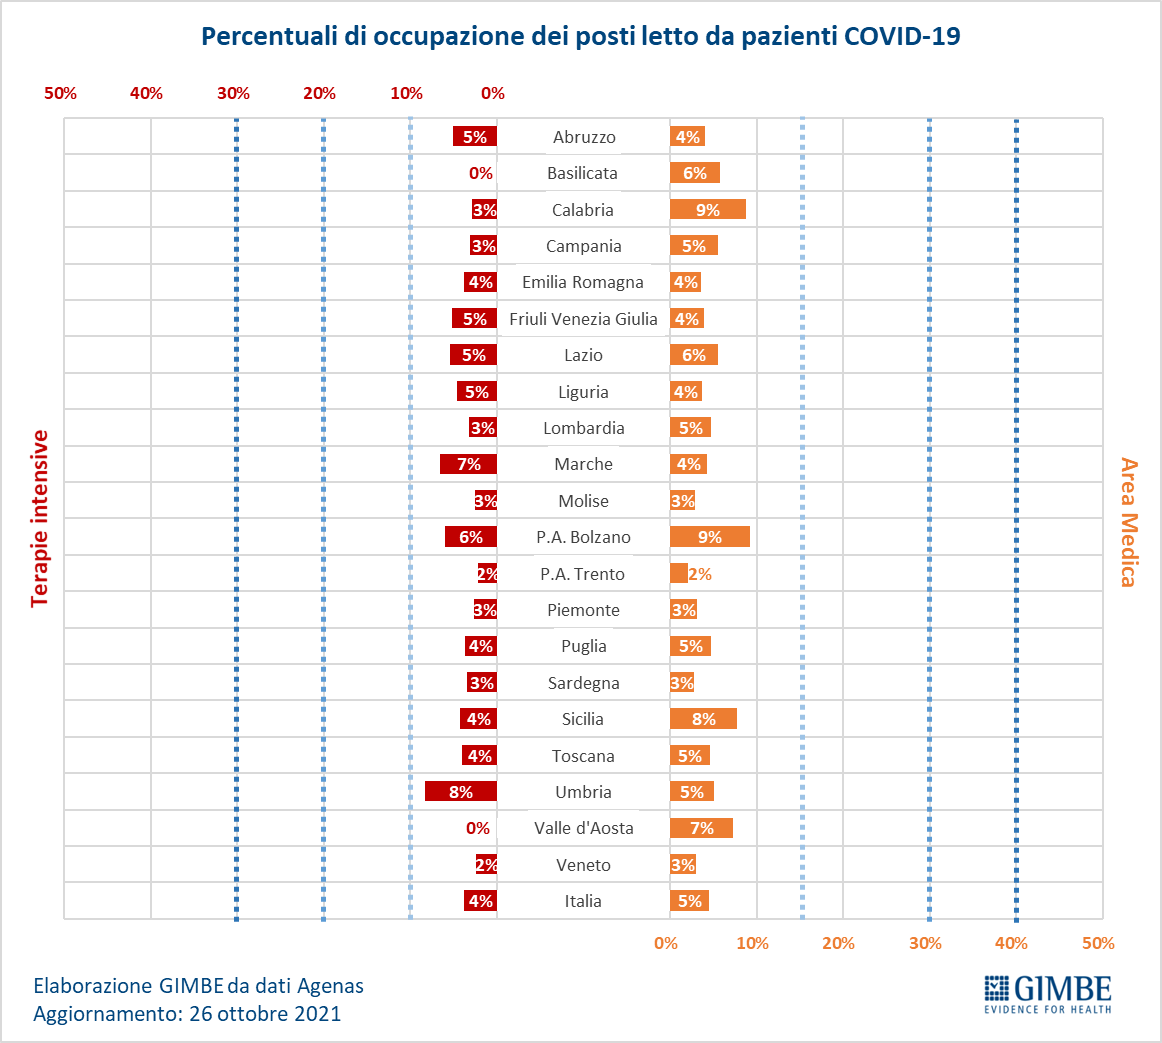 Percentuali di occupazione dei posti letto da pazienti COVID-19
50% 40% 30% 20% 10% 0%
5% Abruzzo 4%
0% Basilicata 6%
3% Calabria 9%
3% Campania 5%
4% Emilia Romagna 4%
5% Friuli Venezia Giulia 4%
5% Lazio 6%
5% Liguria 4%
3% Lombardia 5%
7% Marche 4%
3% Molise 3%
6% P.A. Bolzano 9%
2% P.A. Trento 2%
3% Piemonte 3%
4% Puglia 5%
3% Sardegna 3%
4% Sicilia 8%
4% Toscana 5%
8% Umbria 5%
0% Valle d'Aosta 7%
2% Veneto 3%
4% Italia 5%
Terapie intensive
Area Medica
0% 10% 20% 30% 40% 50%
Elaborazione GIMBE da dati Agenas
Aggiornamento: 26 ottobre 2021
GIMBE
EVIDENCE FOR HEALTH